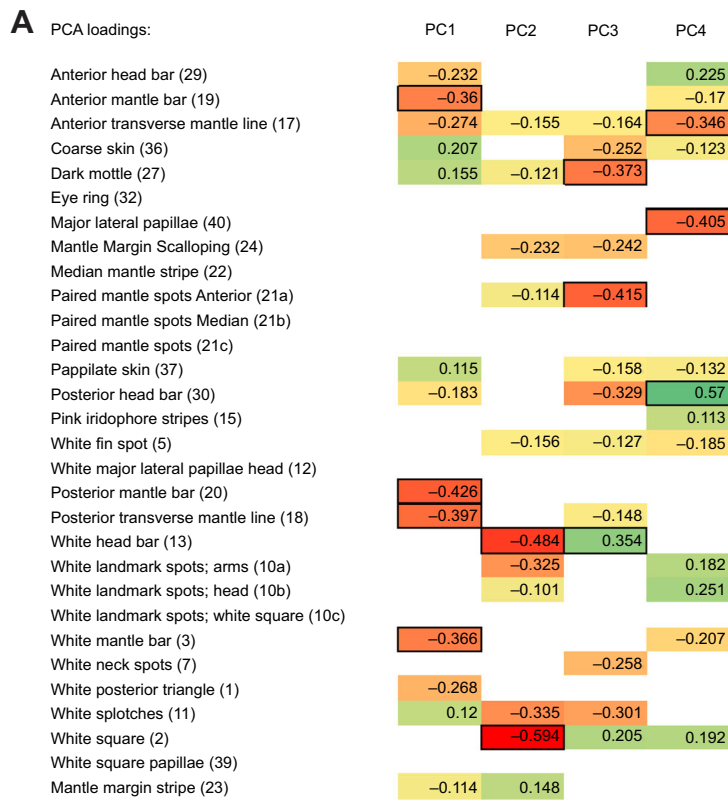 A PCA loadings: PC1 PC2 PC3 PC4
Anterior head bar (29) –0.232 0.225
Anterior mantle bar (19) –0.36 –0.17
Anterior transverse mantle line (17) –0.274 –0.155 –0.164 –0.346
Coarse skin (36) 0.207 –0.252 –0.123
Dark mottle (27) 0.155 –0.121 –0.373
Eye ring (32)
Major lateral papillae (40) –0.405
Mantle Margin Scalloping (24) –0.232 –0.242
Median mantle stripe (22)
Paired mantle spots Anterior (21a) –0.114 –0.415
Paired mantle spots Median (21b)
Paired mantle spots (21c)
Pappilate skin (37) 0.115 –0.158 –0.132
Posterior head bar (30) –0.183 –0.329 0.57
Pink iridophore stripes (15) 0.113
White fin spot (5) –0.156 –0.127 –0.185
White major lateral papillae head (12)
Posterior mantle bar (20) –0.426
Posterior transverse mantle line (18) –0.397 –0.148
White head bar (13) –0.484 0.354
White landmark spots; arms (10a) –0.325 0.182
White landmark spots; head (10b) –0.101 0.251
White landmark spots; white square (10c)
White mantle bar (3) –0.366 –0.207
White neck spots (7) –0.258
White posterior triangle (1) –0.268
White splotches (11) 0.12 –0.335 –0.301
White square (2) –0.594 0.205 0.192
White square papillae (39)
Mantle margin stripe (23) –0.114 0.148